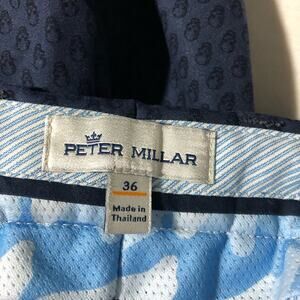 PETER MILLAR
36
Made in
Thailand